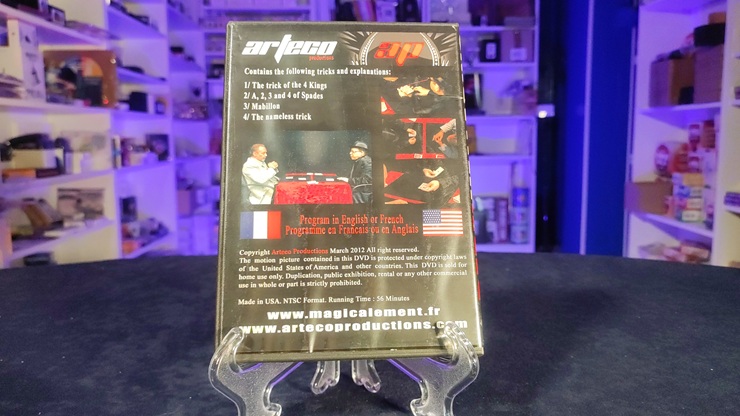 arteco
ap
Contains the following tricks and explanations:
1/ The trick of the 4 Kings
2/ A, 2, 3 and 4 of Spades
3/ Mabillon
4/ The nameless trick
Program in English or French
Programme en Francais ou en Anglais
Copyright Arteco Productions March 2012 All right reserved.
The motion picture contained in this DVD is protected under copyright laws
of the United States of America and other countries. This DVD is sold for
home use only. Duplication, public exhibition, rental or any other commercial
use in whole or part is strictly prohibited.
Made in USA. NTSC Format. Running Time : 56 Minutes
www.magicalement.fr
www.artecoproductions.com